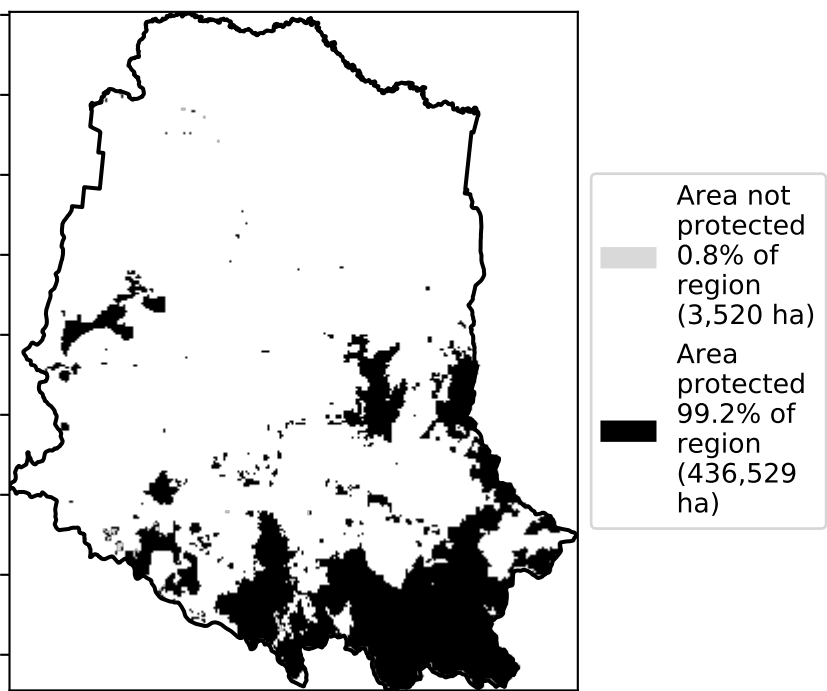 Area not
protected
0.8% of
region
(3,520 ha)
Area
protected
99.2% of
region
(436,529
ha)